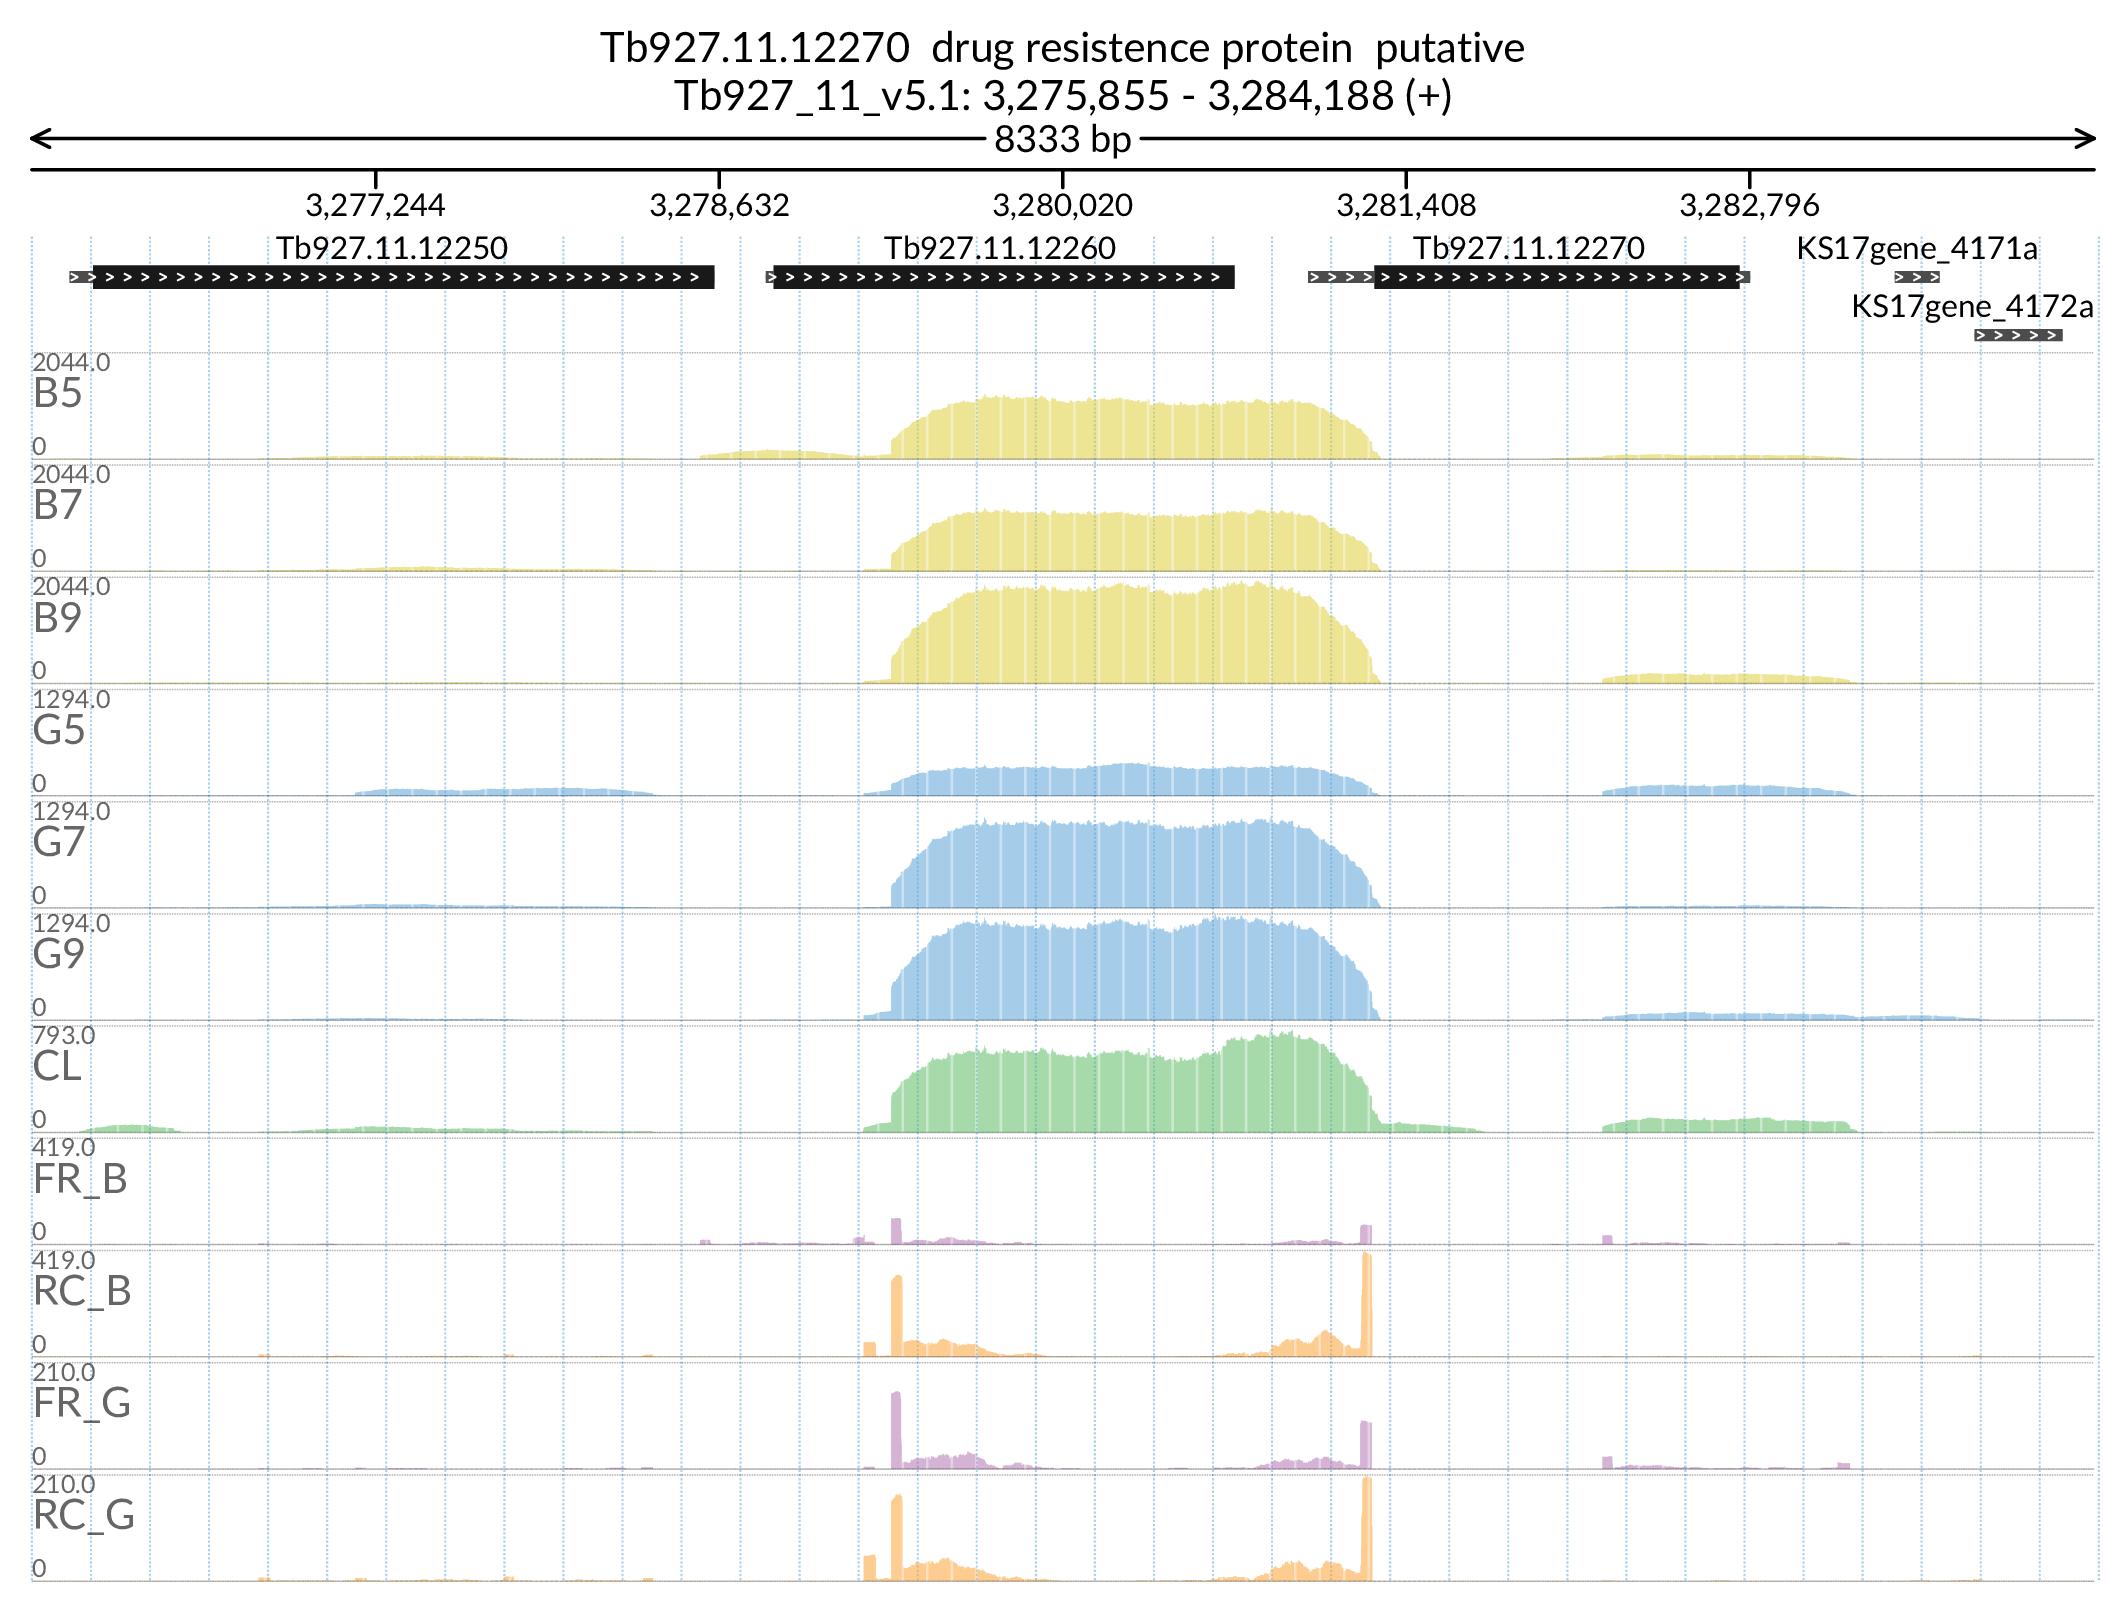 Tb927.11.12270 drug resistence protein putative
Tb927_11_v5.1: 3,275,855 - 3,284,188 (+)
8333 bp
3,277,244 3,278,632 3,280,020 3,281,408 3,282,796
Tb927.11.12250 Tb927.11.12260 Tb927.11.12270 KS17gene_4171a
KS17gene_4172a
2044.0
B5
0
2044.0
B7
0
2044.0
B9
0
1294.0
G5
0
1294.0
G7
0
1294.0
G9
0
793.0
CL
0
419.0
FR_B
0
419.0
RC_B
0
210.0
FR_G
0
210.0
RC_G
0